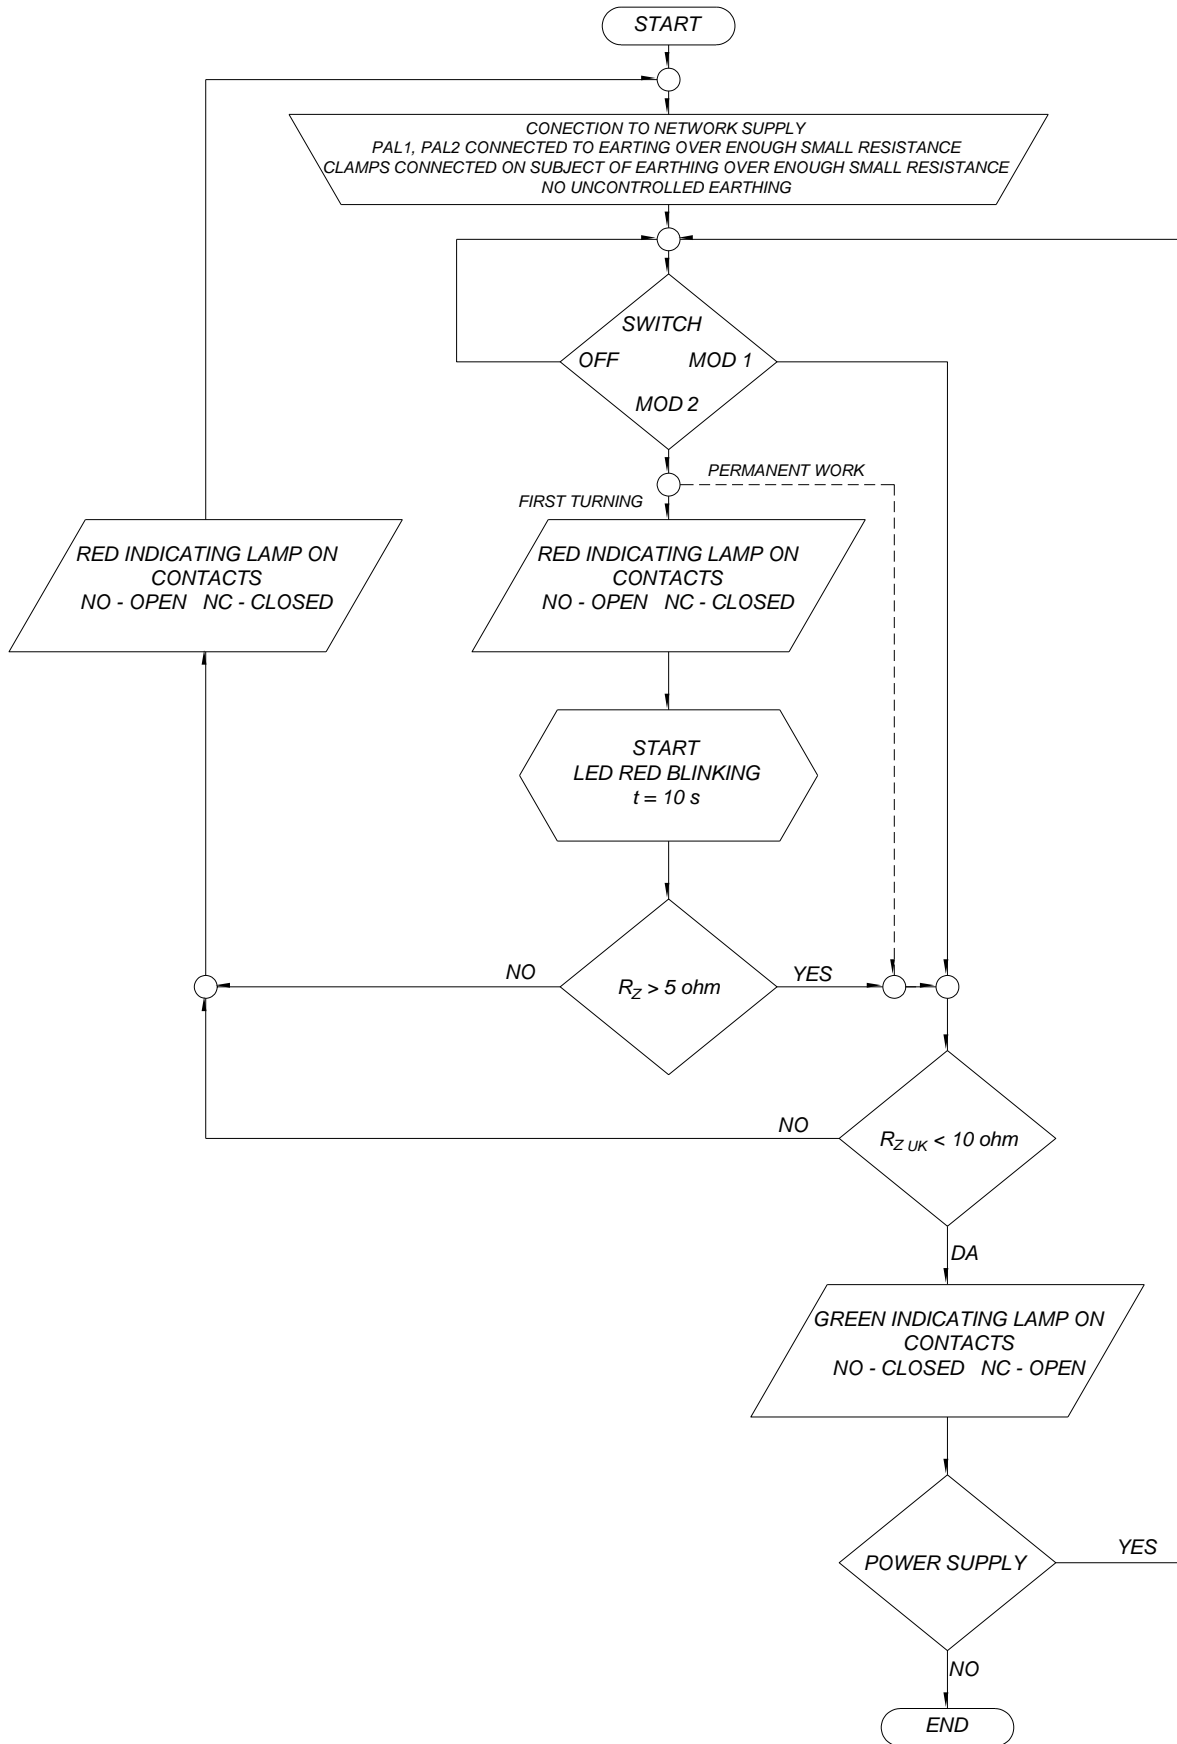 START
CONECTION TO NETWORK SUPPLY
PAL1, PAL2 CONNECTED TO EARTING OVER ENOUGH SMALL RESISTANCE
CLAMPS CONNECTED ON SUBJECT OF EARTHING OVER ENOUGH SMALL RESISTANCE
NO UNCONTROLLED EARTHING
SWITCH
OFF MOD 1
MOD 2
PERMANENT WORK
FIRST TURNING
RED INDICATING LAMP ON
CONTACTS
NO - OPEN NC - CLOSED
RED INDICATING LAMP ON
CONTACTS
NO - OPEN NC - CLOSED
START
LED RED BLINKING
t = 10 s
NO
YES
RZ > 5 ohm
NO
RZ UK < 10 ohm
DA
GREEN INDICATING LAMP ON
CONTACTS
NO - CLOSED NC - OPEN
YES
POWER SUPPLY
NO
END